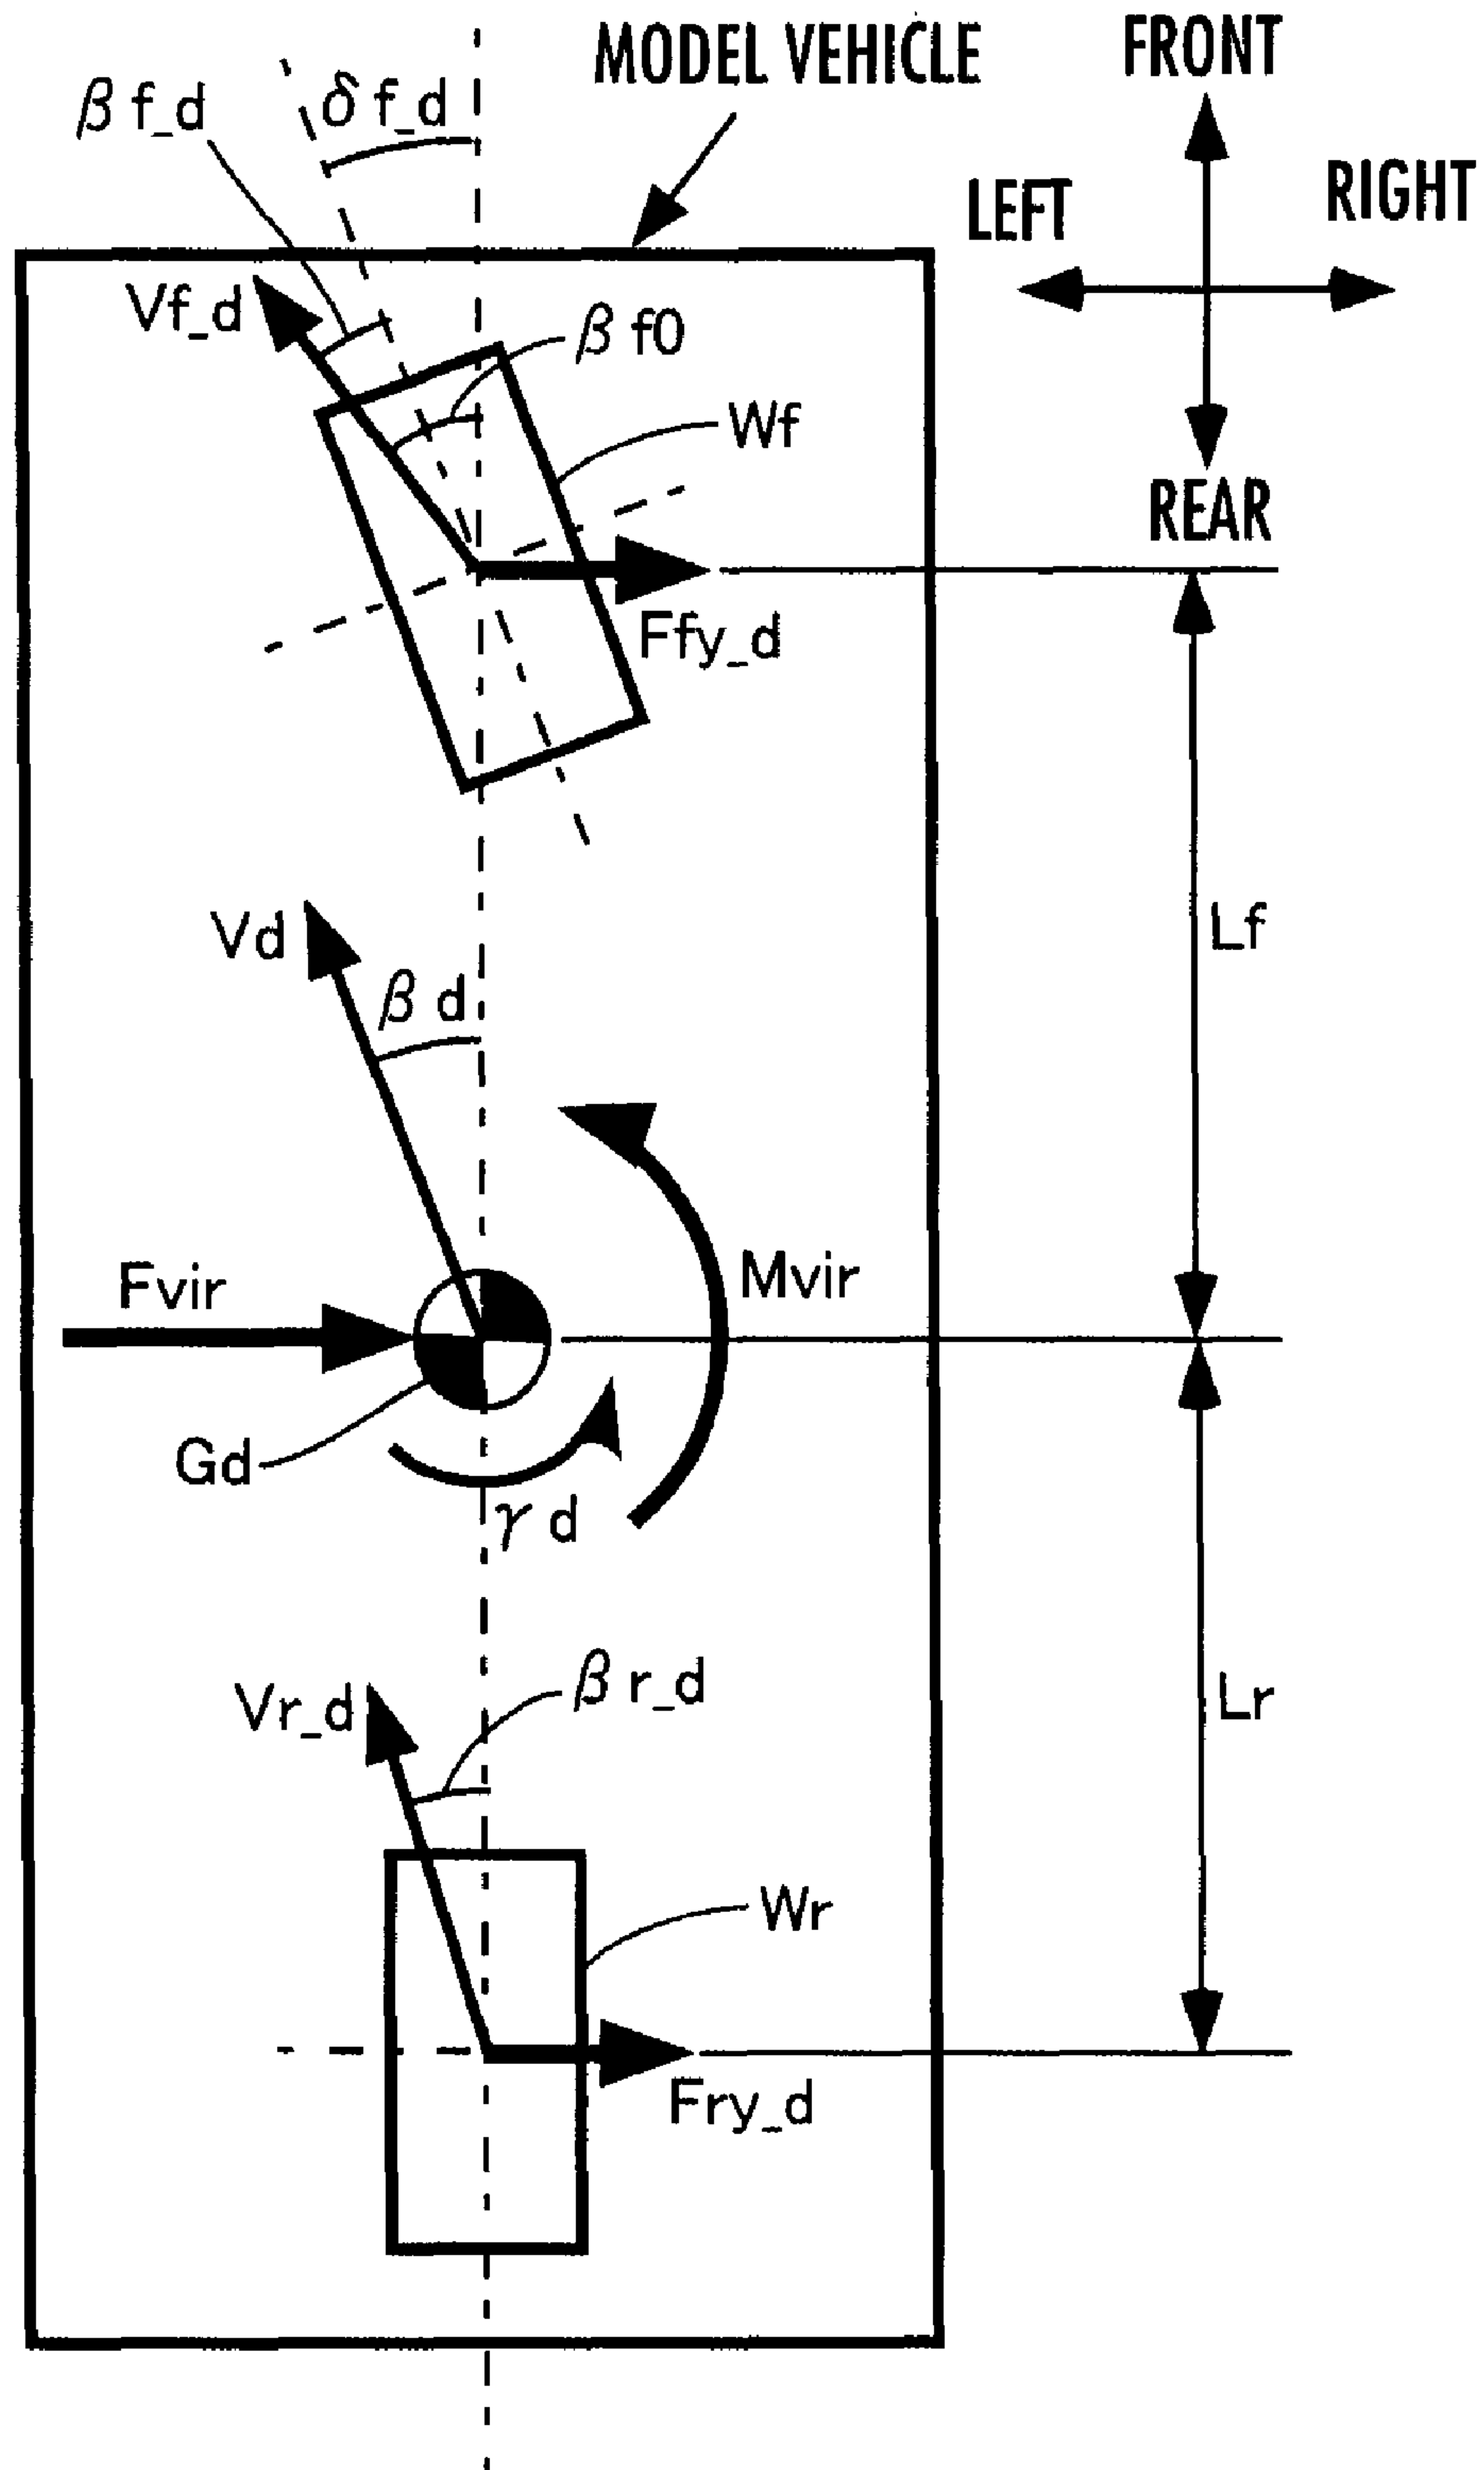 MODEL VEHICLE
FRONT
β f_d
δ f_d
LEFT
RIGHT
Vf_d
β f0
Wf
REAR
Ffy_d
Vd
Lf
β d
Fvir
Mvir
Gd
γ d
Vr_d
β r_d
Lr
Wr
Fry_d